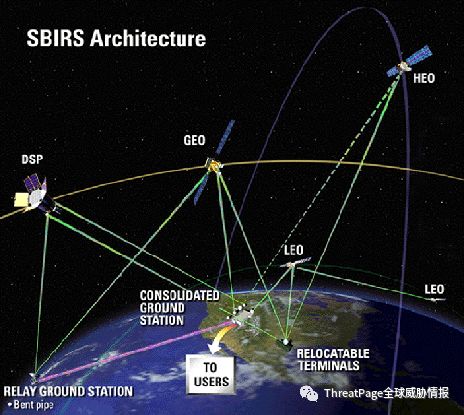 SBIRS Architecture
HEO
GEO
DSP
LEO
LEO
CONSOLIDATED
GROUND
STATION
TO
USERS
RELOCATABLE
TERMINALS
RELAY GROUND STATION
• Bent pipe
ThreatPage全球威胁情报